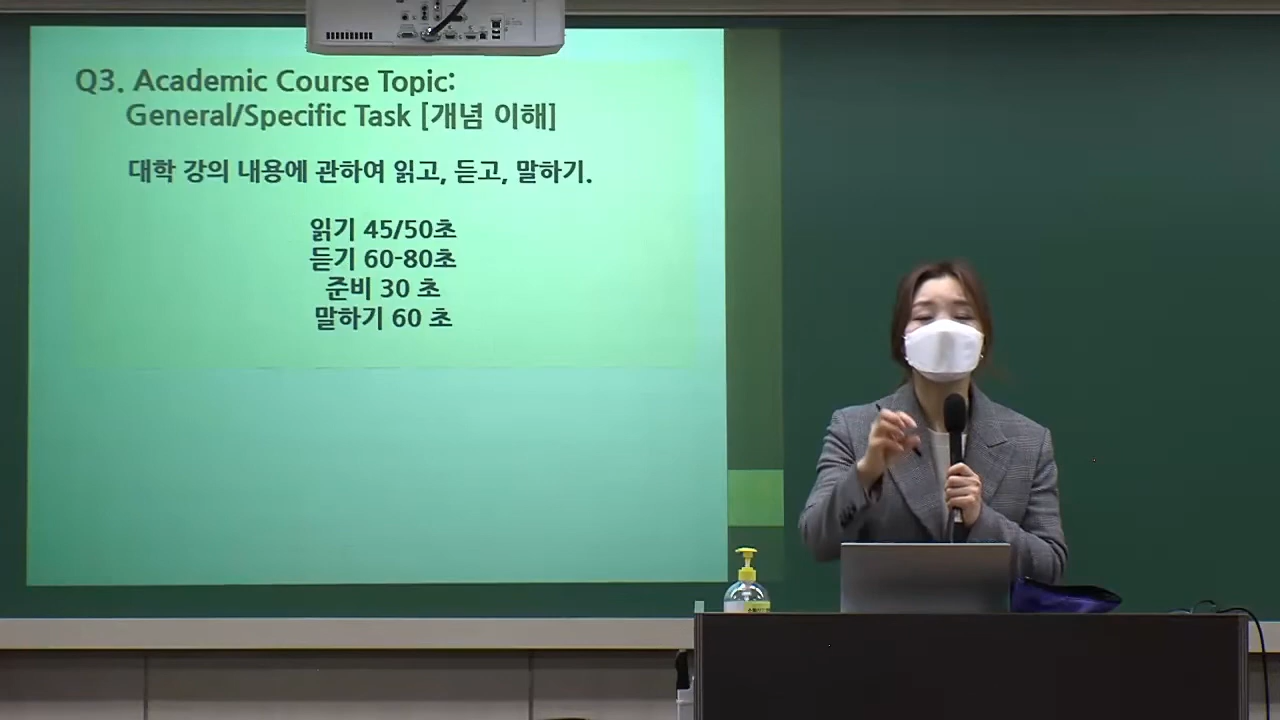 Q3. Academic Course Topic:
General/Specific Task [개념 이해]
대학 강의 내용에 관하여 읽고, 듣고, 말하기.
읽기 45/50초
듣기 60-80초
준비 30 초
말하기 60 초